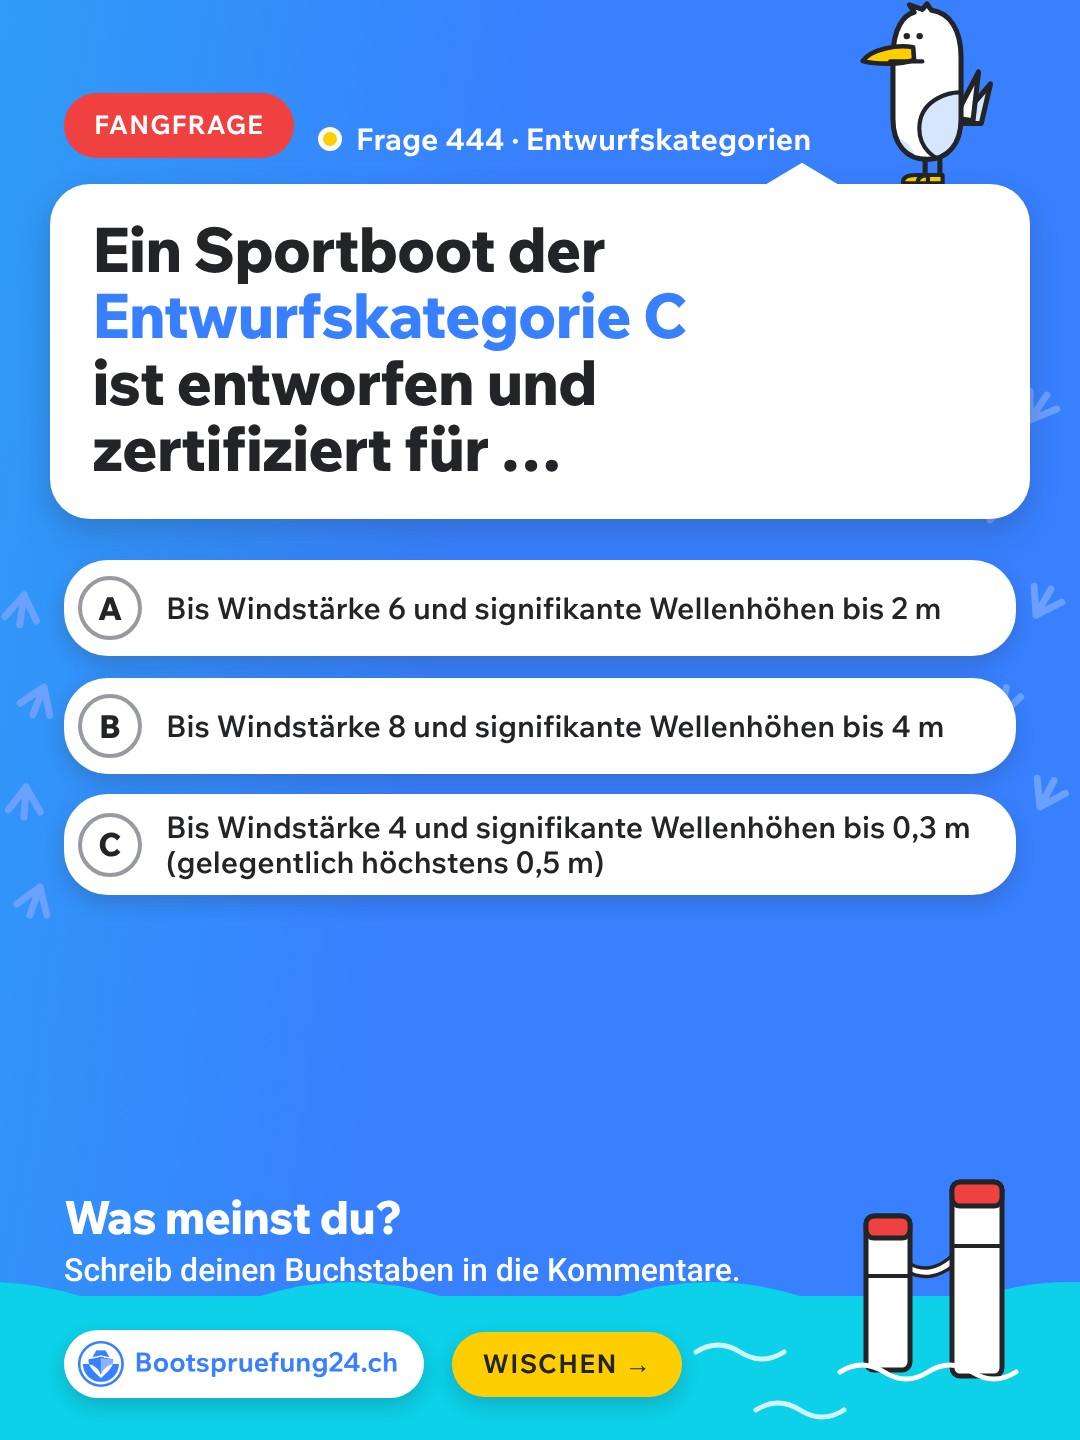 FANGFRAGE
Frage 444 · Entwurfskategorien
Ein Sportboot der
Entwurfskategorie C
ist entworfen und
zertifiziert für …
A Bis Windstärke 6 und signifikante Wellenhöhen bis 2 m
B Bis Windstärke 8 und signifikante Wellenhöhen bis 4 m
C Bis Windstärke 4 und signifikante Wellenhöhen bis 0,3 m
(gelegentlich höchstens 0,5 m)
Was meinst du?
Schreib deinen Buchstaben in die Kommentare.
Bootspruefung24.ch
WISCHEN →